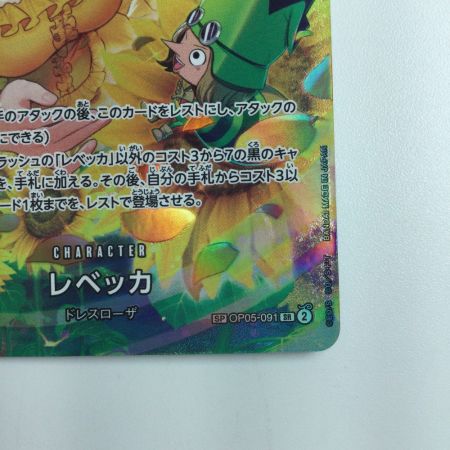 手のアタックの後、このカードをレストにし、アタックの
にできる)
ラッシュの「レベッカ」以外のコスト3から7の黒のキャ
を、手札に加える。その後、自分の手札からコスト3以
ード1枚までを、レストで登場させる。
CHARACTER
レベッカ
ドレスローザ
SP OP05-091 SR 2